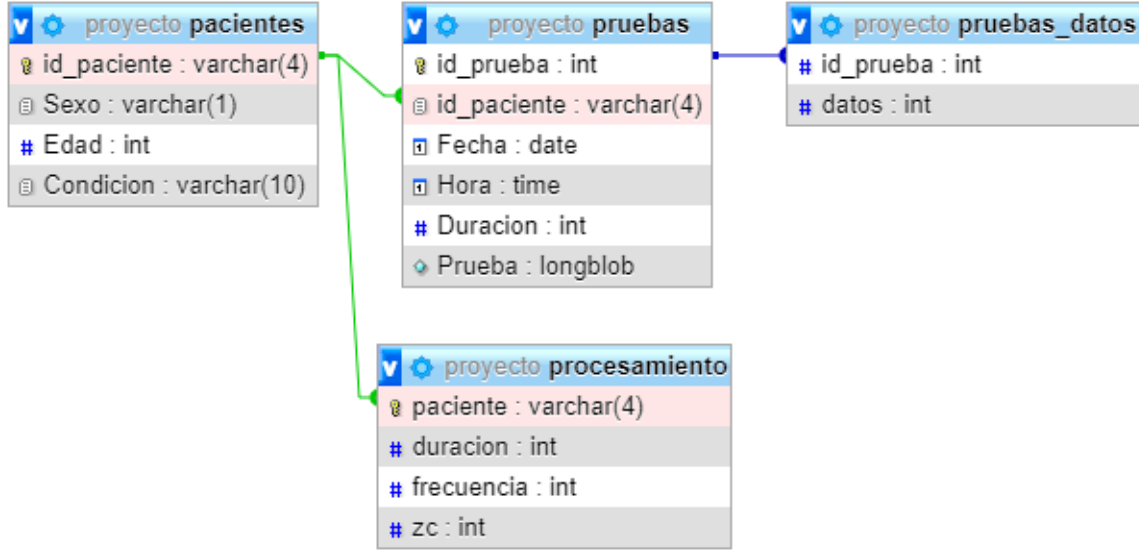 v proyecto pacientes
id_paciente : varchar(4)
Sexo : varchar(1)
# Edad : int
Condicion : varchar(10)
v proyecto pruebas
id_prueba : int
id_paciente : varchar(4)
Fecha : date
Hora : time
# Duracion : int
Prueba : longblob
v proyecto pruebas_datos
# id_prueba : int
# datos : int
v proyecto procesamiento
paciente : varchar(4)
# duracion : int
# frecuencia : int
# zc : int